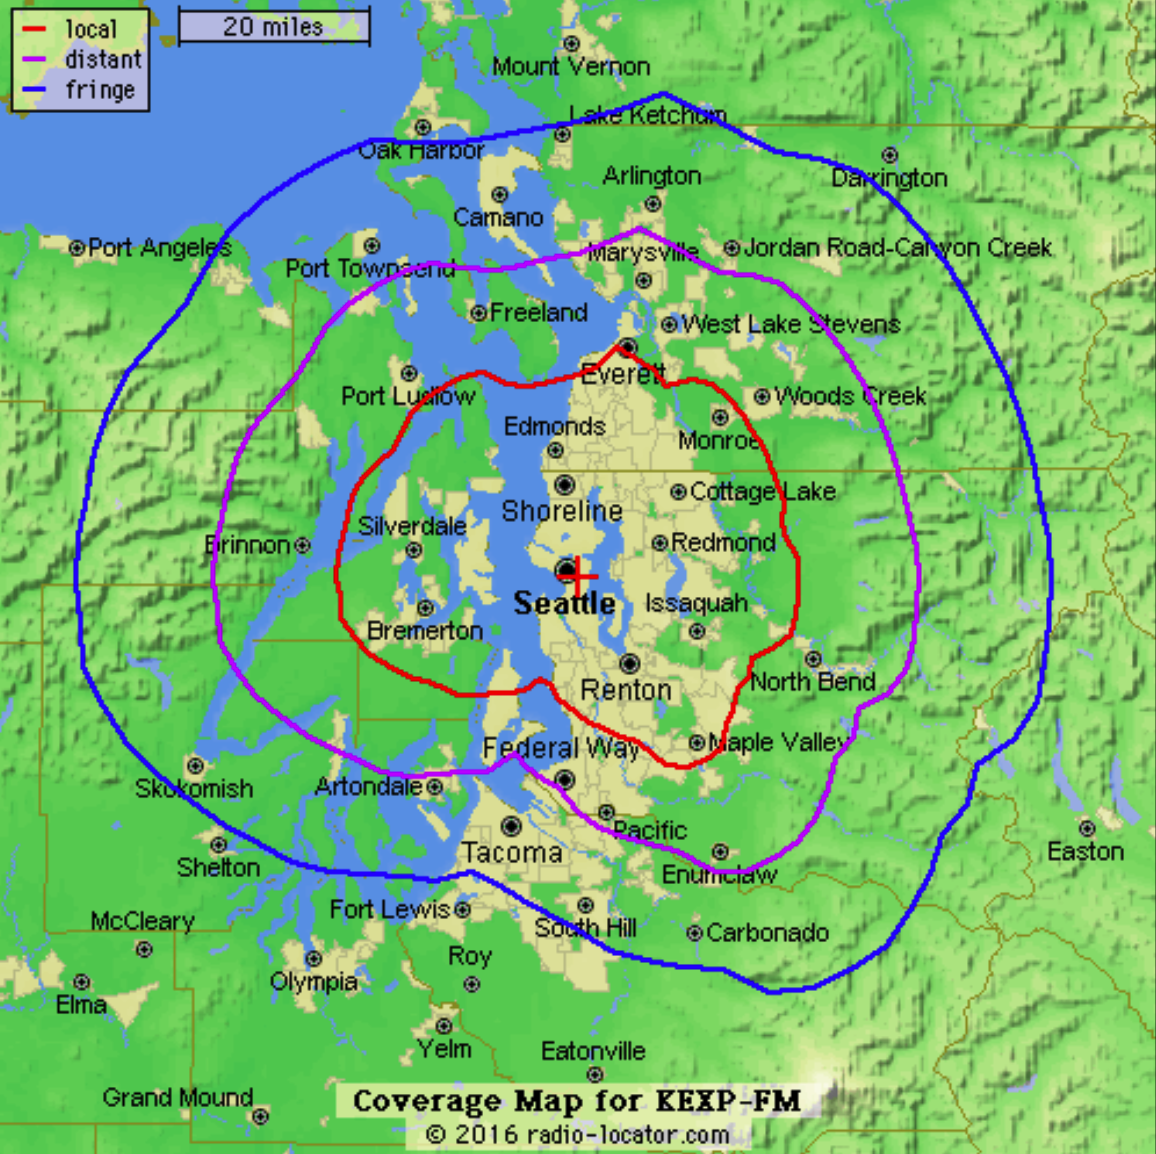 local
20 miles
distant
fringe
Mount Vernon
Lake Ketchum
Oak Harbor
Darrington
Arlington
Camano
Port Angeles
Marysville
Jordan Road-Canyon Creek
Port Townsend
Freeland
West Lake Stevens
Everett
Port Ludlow
Woods Creek
Edmonds
Monroe
Cottage Lake
Shoreline
Silverdale
Brinnon
Redmond
Seattle
Issaquah
Bremerton
Renton
North Bend
Federal Way
Maple Valley
Skokomish
Artondale
Pacific
Tacoma
Easton
Shelton
Enumclaw
Fort Lewis
McCleary
South Hill
Carbonado
Roy
Olympia
Elma
Yelm
Eatonville
Grand Mound
Coverage Map for KEXP-FM
© 2016 radio-locator.com